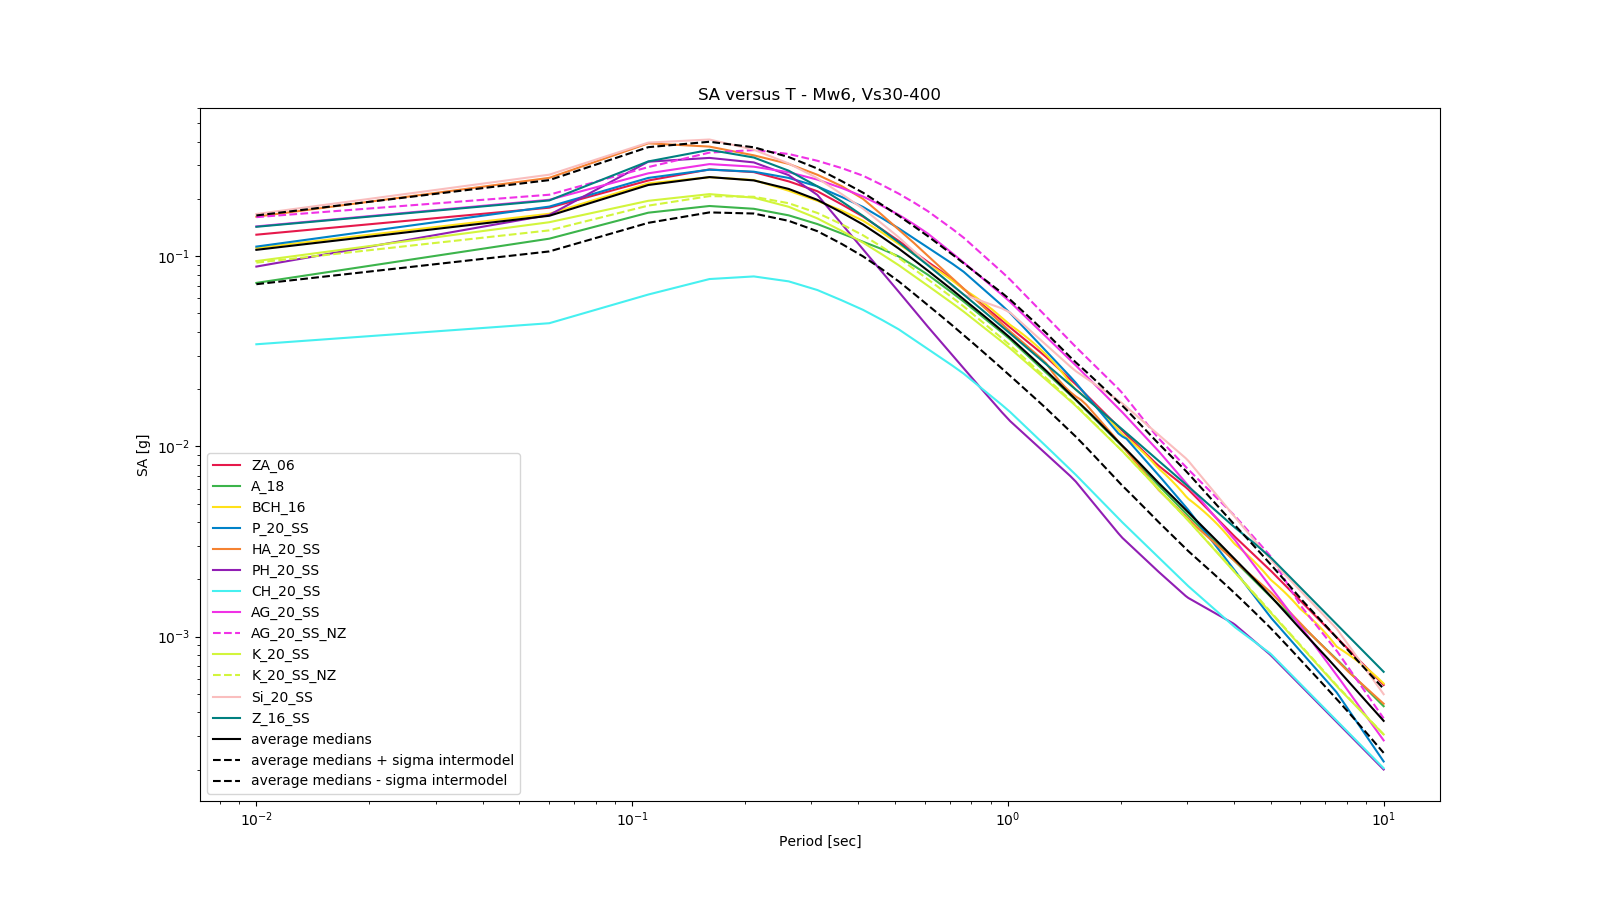 SA versus T - Mw6, Vs30-400
SA [g]
10⁻¹
10⁻²
10⁻³
ZA_06
A_18
BCH_16
P_20_SS
HA_20_SS
PH_20_SS
CH_20_SS
AG_20_SS
AG_20_SS_NZ
K_20_SS
K_20_SS_NZ
Si_20_SS
Z_16_SS
average medians
average medians + sigma intermodel
average medians - sigma intermodel
10⁻² 10⁻¹ 10⁰ 10¹
Period [sec]